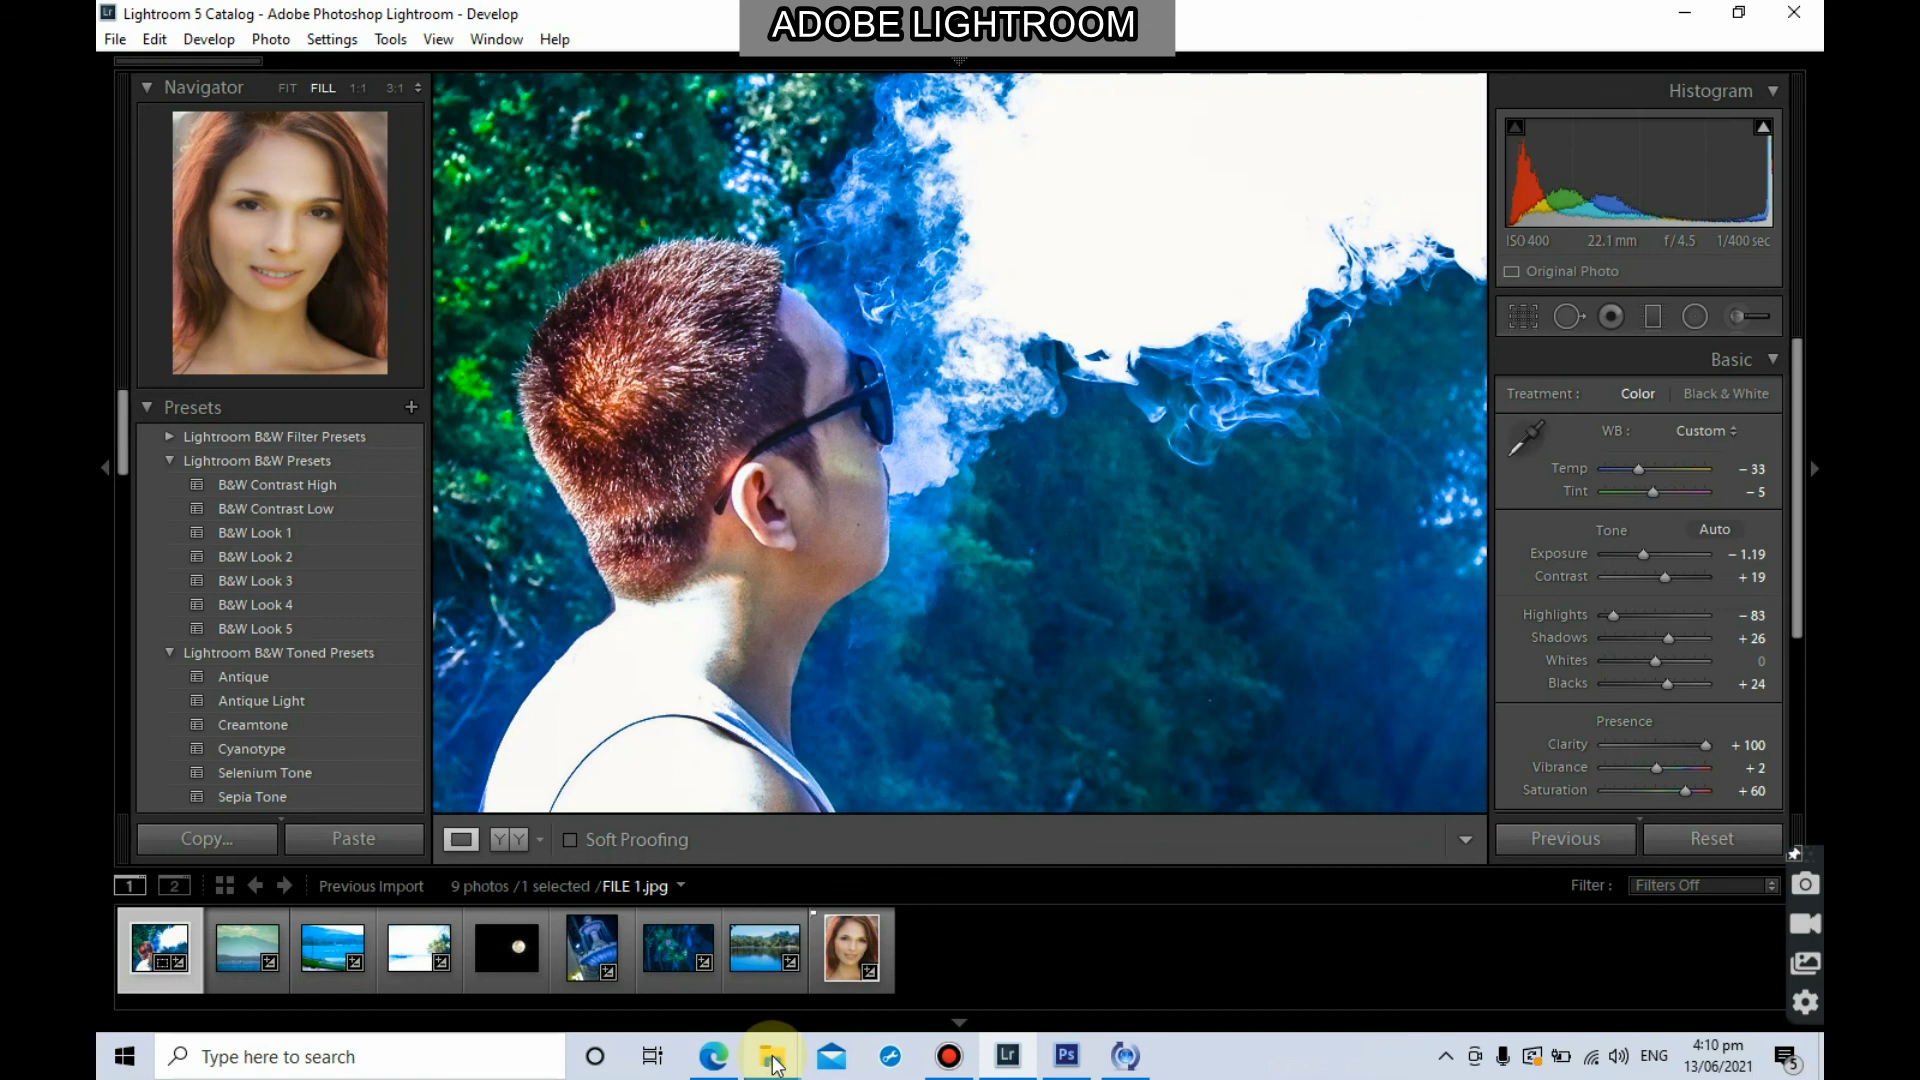 Lightroom 5 Catalog - Adobe Photoshop Lightroom - Develop
ADOBE LIGHTROOM
File Edit Develop Photo Settings Tools View Window Help
Navigator FIT FILL 1:1 3:1
Histogram
ISO 400 22.1 mm f / 4.5 1/400 sec
Original Photo
Basic
Treatment : Color Black & White
WB : Custom
Temp - 33
Tint - 5
Tone Auto
Exposure - 1.19
Contrast + 19
Highlights - 83
Shadows + 26
Whites 0
Blacks + 24
Presence
Clarity + 100
Vibrance + 2
Saturation + 60
Previous Reset
Presets +
Lightroom B&W Filter Presets
Lightroom B&W Presets
B&W Contrast High
B&W Contrast Low
B&W Look 1
B&W Look 2
B&W Look 3
B&W Look 4
B&W Look 5
Lightroom B&W Toned Presets
Antique
Antique Light
Creamtone
Cyanotype
Selenium Tone
Sepia Tone
Copy... Paste
Y Y Soft Proofing
1 2 Previous Import 9 photos / 1 selected / FILE 1.jpg Filter : Filters Off
Type here to search
Lr Ps
ENG 4:10 pm
13/06/2021 5